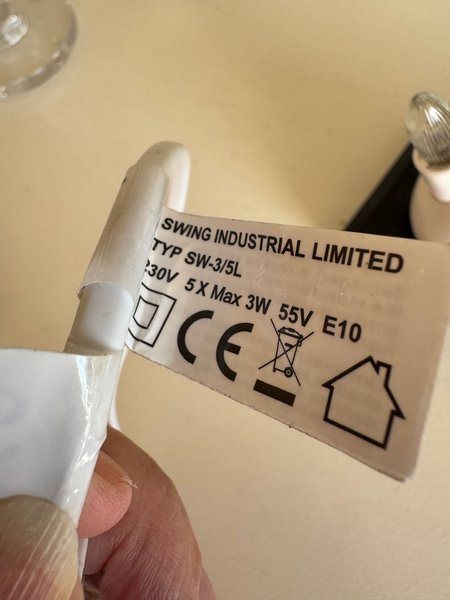 SWING INDUSTRIAL LIMITED
TYP SW-3/5L
230V 5 X Max 3W 55V E10
CE